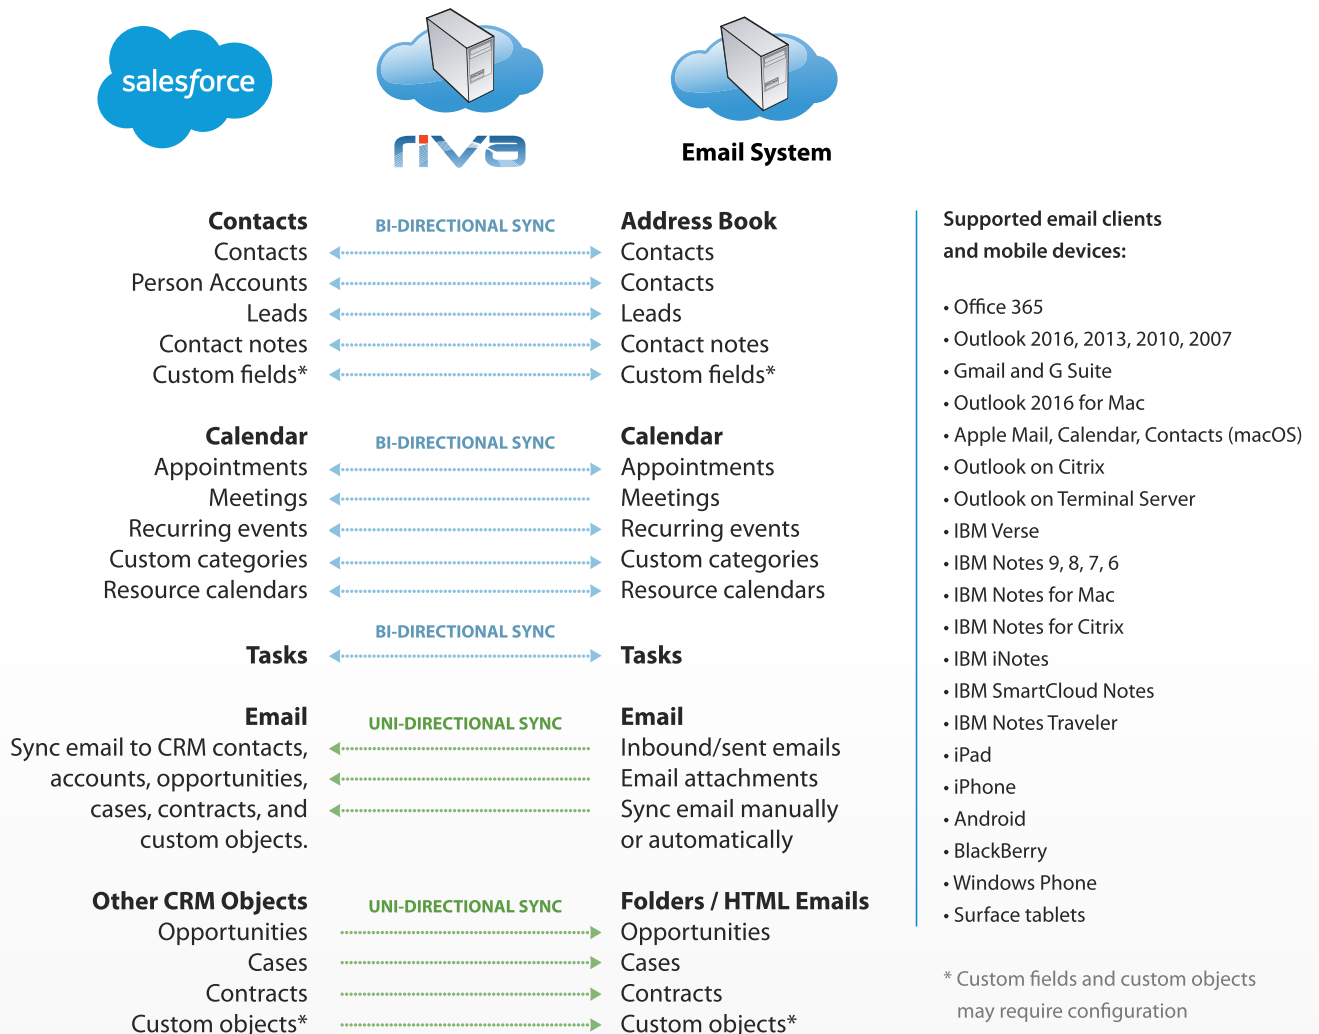 salesforce
riva
Email System
Contacts BI-DIRECTIONAL SYNC Address Book
Contacts Contacts
Person Accounts Contacts
Leads Leads
Contact notes Contact notes
Custom fields* Custom fields*
Calendar BI-DIRECTIONAL SYNC Calendar
Appointments Appointments
Meetings Meetings
Recurring events Recurring events
Custom categories Custom categories
Resource calendars Resource calendars
BI-DIRECTIONAL SYNC
Tasks Tasks
Email UNI-DIRECTIONAL SYNC Email
Sync email to CRM contacts, Inbound/sent emails
accounts, opportunities, Email attachments
cases, contracts, and Sync email manually
custom objects. or automatically
Other CRM Objects UNI-DIRECTIONAL SYNC Folders / HTML Emails
Opportunities Opportunities
Cases Cases
Contracts Contracts
Custom objects* Custom objects*
Supported email clients
and mobile devices:
• Office 365
• Outlook 2016, 2013, 2010, 2007
• Gmail and G Suite
• Outlook 2016 for Mac
• Apple Mail, Calendar, Contacts (macOS)
• Outlook on Citrix
• Outlook on Terminal Server
• IBM Verse
• IBM Notes 9, 8, 7, 6
• IBM Notes for Mac
• IBM Notes for Citrix
• IBM iNotes
• IBM SmartCloud Notes
• IBM Notes Traveler
• iPad
• iPhone
• Android
• BlackBerry
• Windows Phone
• Surface tablets
* Custom fields and custom objects
may require configuration